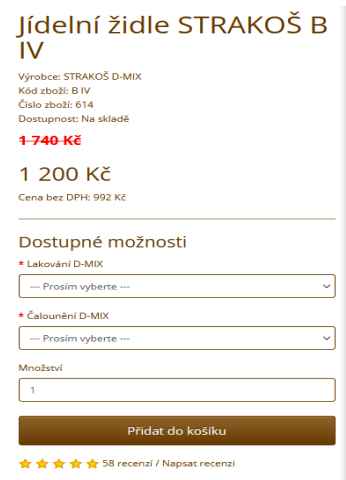 Jídelní židle STRAKOŠ B
IV
Výrobce: STRAKOŠ D-MIX
Kód zboží: B IV
Číslo zboží: 614
Dostupnost: Na skladě
1 740 Kč
1 200 Kč
Cena bez DPH: 992 Kč
Dostupné možnosti
* Lakování D-MIX
--- Prosím vyberte ---
* Čalounění D-MIX
--- Prosím vyberte ---
Množství
1
Přidat do košíku
58 recenzí / Napsat recenzi